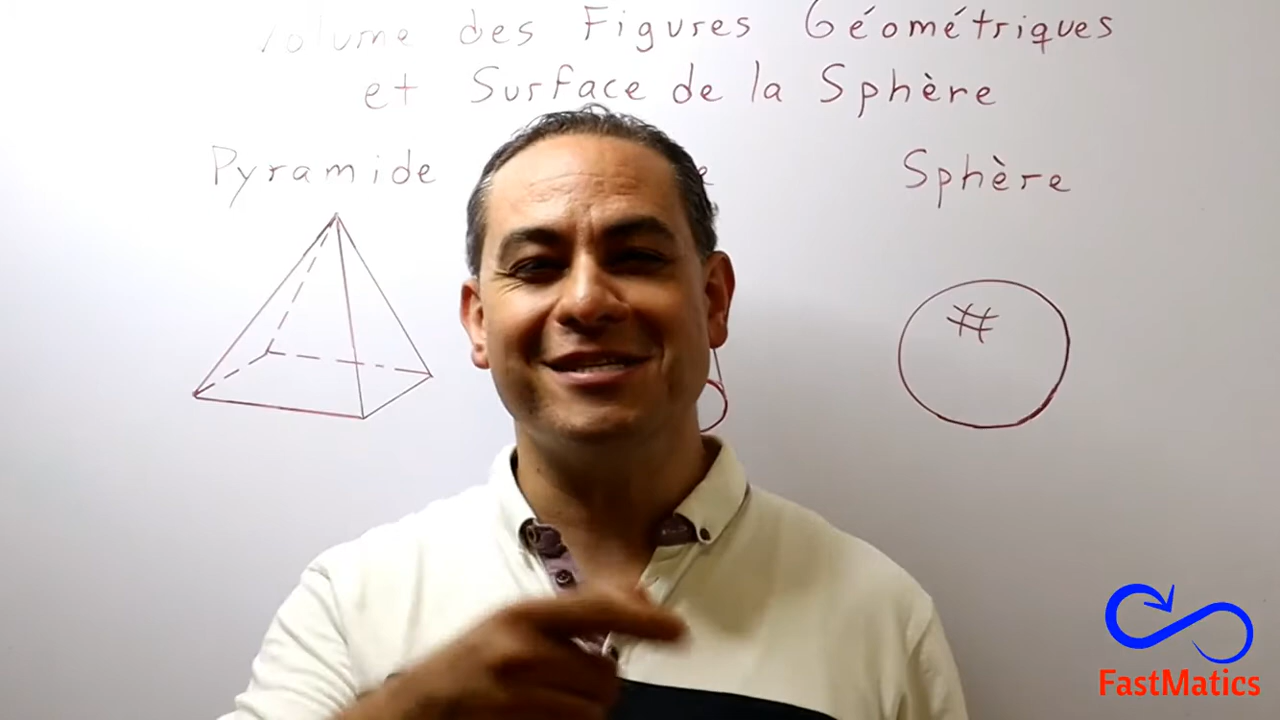 Volume des Figures Géométriques
et Surface de la Sphère
Pyramide Sphère
FastMatics